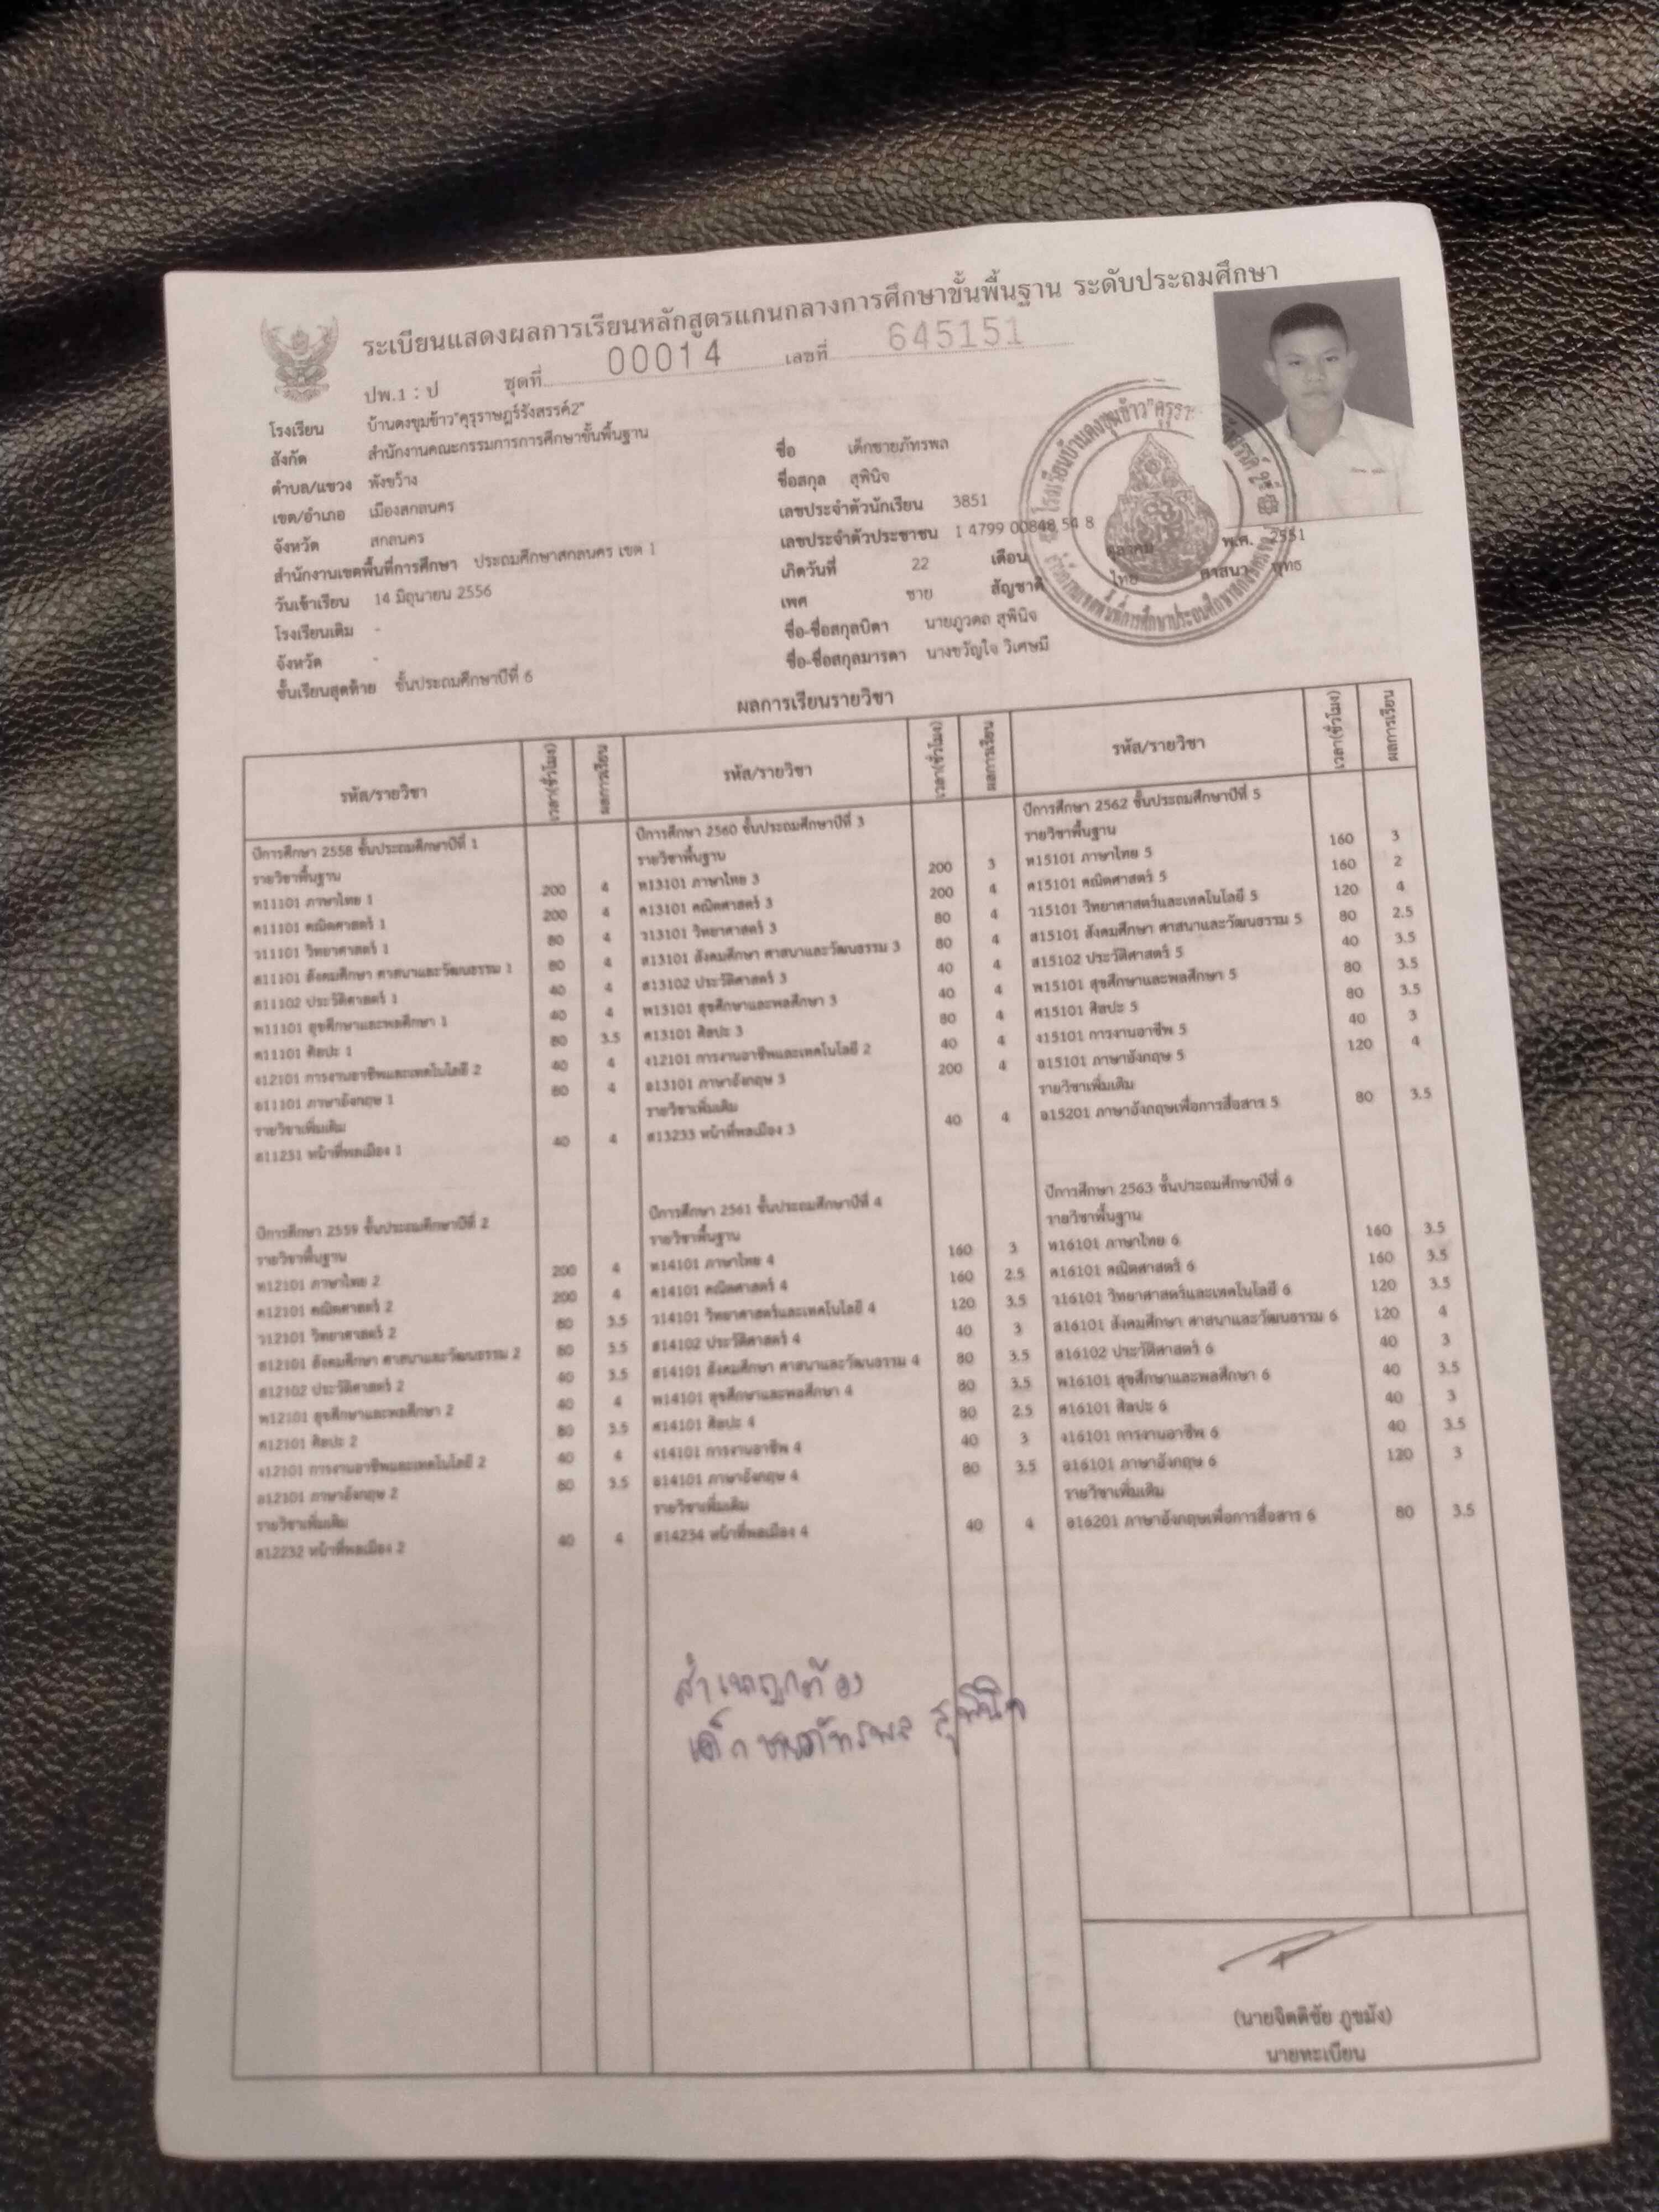 ระเบียนแสดงผลการเรียนหลักสูตรแกนกลางการศึกษาขั้นพื้นฐาน ระดับประถมศึกษา
ปพ.1 : ป ชุดที่ 00014 เลขที่ 645151
โรงเรียน บ้านดงขุมข้าว"คุรุราษฎร์รังสรรค์2"
สังกัด สำนักงานคณะกรรมการการศึกษาขั้นพื้นฐาน
ตำบล/แขวง พังขว้าง
เขต/อำเภอ เมืองสกลนคร
จังหวัด สกลนคร
สำนักงานเขตพื้นที่การศึกษา ประถมศึกษาสกลนคร เขต 1
วันเข้าเรียน 14 มิถุนายน 2556
โรงเรียนเดิม -
จังหวัด -
ชั้นเรียนสุดท้าย ชั้นประถมศึกษาปีที่ 6
ชื่อ เด็กชายภัทรพล
ชื่อสกุล สุพินิจ
เลขประจำตัวนักเรียน 3851
เลขประจำตัวประชาชน 1 4799 00848 54 8
เกิดวันที่ 22 เดือน ตุลาคม พ.ศ. 2551
เพศ ชาย สัญชาติ ไทย ศาสนา พุทธ
ชื่อ-ชื่อสกุลบิดา นายภูวดล สุพินิจ
ชื่อ-ชื่อสกุลมารดา นางขวัญใจ วิเศษมี
ผลการเรียนรายวิชา
รหัส/รายวิชา เวลา(ชั่วโมง) ผลการเรียน
ปีการศึกษา 2558 ชั้นประถมศึกษาปีที่ 1
รายวิชาพื้นฐาน
ท11101 ภาษาไทย 1 200 4
ค11101 คณิตศาสตร์ 1 200 4
ว11101 วิทยาศาสตร์ 1 80 4
ส11101 สังคมศึกษา ศาสนาและวัฒนธรรม 1 80 4
ส11102 ประวัติศาสตร์ 1 40 4
พ11101 สุขศึกษาและพลศึกษา 1 40 4
ศ11101 ศิลปะ 1 80 3.5
ง12101 การงานอาชีพและเทคโนโลยี 2 40 4
อ11101 ภาษาอังกฤษ 1 80 4
รายวิชาเพิ่มเติม
ส11231 หน้าที่พลเมือง 1 40 4
ปีการศึกษา 2559 ชั้นประถมศึกษาปีที่ 2
รายวิชาพื้นฐาน
ท12101 ภาษาไทย 2 200 4
ค12101 คณิตศาสตร์ 2 200 4
ว12101 วิทยาศาสตร์ 2 80 3.5
ส12101 สังคมศึกษา ศาสนาและวัฒนธรรม 2 80 3.5
ส12102 ประวัติศาสตร์ 2 40 3.5
พ12101 สุขศึกษาและพลศึกษา 2 40 4
ศ12101 ศิลปะ 2 80 3.5
ง12101 การงานอาชีพและเทคโนโลยี 2 40 4
อ12101 ภาษาอังกฤษ 2 80 3.5
รายวิชาเพิ่มเติม
ส12232 หน้าที่พลเมือง 2 40 4
รหัส/รายวิชา เวลา(ชั่วโมง) ผลการเรียน
ปีการศึกษา 2560 ชั้นประถมศึกษาปีที่ 3
รายวิชาพื้นฐาน
ท13101 ภาษาไทย 3 200 3
ค13101 คณิตศาสตร์ 3 200 4
ว13101 วิทยาศาสตร์ 3 80 4
ส13101 สังคมศึกษา ศาสนาและวัฒนธรรม 3 80 4
ส13102 ประวัติศาสตร์ 3 40 4
พ13101 สุขศึกษาและพลศึกษา 3 40 4
ศ13101 ศิลปะ 3 80 4
ง12101 การงานอาชีพและเทคโนโลยี 2 40 4
อ13101 ภาษาอังกฤษ 3 200 4
รายวิชาเพิ่มเติม
ส13233 หน้าที่พลเมือง 3 40 4
ปีการศึกษา 2561 ชั้นประถมศึกษาปีที่ 4
รายวิชาพื้นฐาน
ท14101 ภาษาไทย 4 160 3
ค14101 คณิตศาสตร์ 4 160 2.5
ว14101 วิทยาศาสตร์และเทคโนโลยี 4 120 3.5
ส14102 ประวัติศาสตร์ 4 40 3
ส14101 สังคมศึกษา ศาสนาและวัฒนธรรม 4 80 3.5
พ14101 สุขศึกษาและพลศึกษา 4 80 3.5
ศ14101 ศิลปะ 4 80 2.5
ง14101 การงานอาชีพ 4 40 3
อ14101 ภาษาอังกฤษ 4 80 3.5
รายวิชาเพิ่มเติม
ส14234 หน้าที่พลเมือง 4 40 4
สำเนาถูกต้อง
เด็กชายภัทรพล สุพินิจ
รหัส/รายวิชา เวลา(ชั่วโมง) ผลการเรียน
ปีการศึกษา 2562 ชั้นประถมศึกษาปีที่ 5
รายวิชาพื้นฐาน
ท15101 ภาษาไทย 5 160 3
ค15101 คณิตศาสตร์ 5 160 2
ว15101 วิทยาศาสตร์และเทคโนโลยี 5 120 4
ส15101 สังคมศึกษา ศาสนาและวัฒนธรรม 5 80 2.5
ส15102 ประวัติศาสตร์ 5 40 3.5
พ15101 สุขศึกษาและพลศึกษา 5 80 3.5
ศ15101 ศิลปะ 5 80 3.5
ง15101 การงานอาชีพ 5 40 3
อ15101 ภาษาอังกฤษ 5 120 4
รายวิชาเพิ่มเติม
อ15201 ภาษาอังกฤษเพื่อการสื่อสาร 5 80 3.5
ปีการศึกษา 2563 ชั้นประถมศึกษาปีที่ 6
รายวิชาพื้นฐาน
ท16101 ภาษาไทย 6 160 3.5
ค16101 คณิตศาสตร์ 6 160 3.5
ว16101 วิทยาศาสตร์และเทคโนโลยี 6 120 3.5
ส16101 สังคมศึกษา ศาสนาและวัฒนธรรม 6 120 4
ส16102 ประวัติศาสตร์ 6 40 3
พ16101 สุขศึกษาและพลศึกษา 6 40 3.5
ศ16101 ศิลปะ 6 40 3
ง16101 การงานอาชีพ 6 40 3.5
อ16101 ภาษาอังกฤษ 6 120 3
รายวิชาเพิ่มเติม
อ16201 ภาษาอังกฤษเพื่อการสื่อสาร 6 80 3.5
(นายจิตติชัย ภูขมัง)
นายทะเบียน